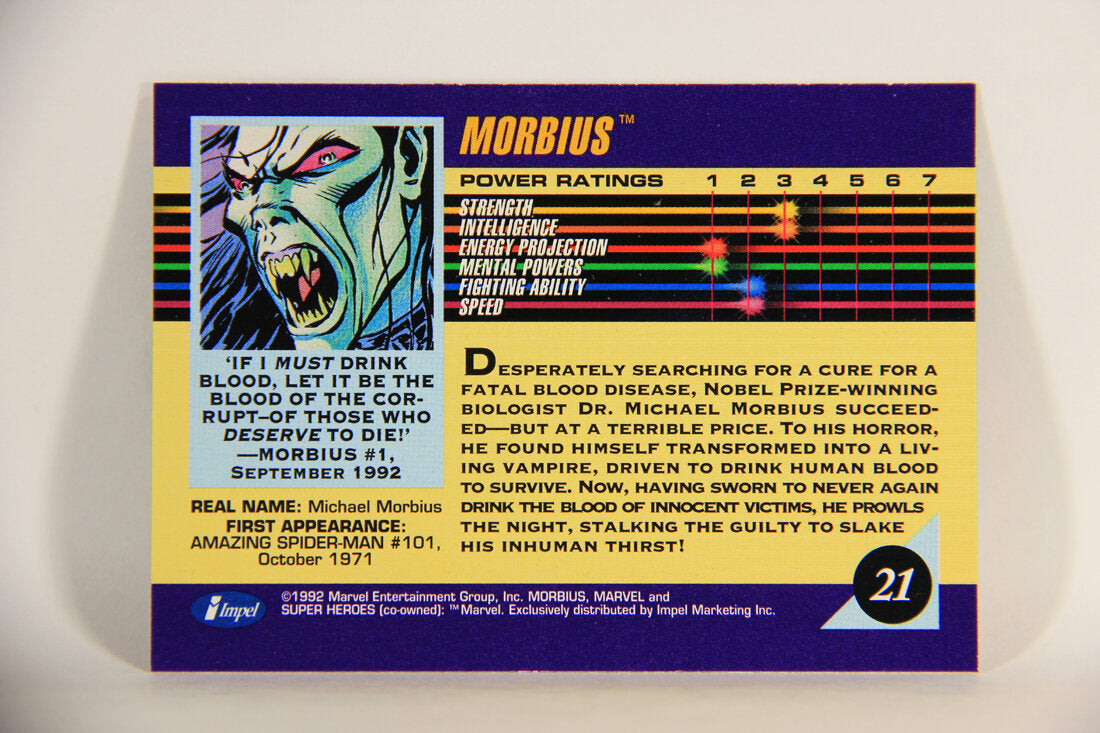 MORBIUS™
POWER RATINGS 1 2 3 4 5 6 7
STRENGTH
INTELLIGENCE
ENERGY PROJECTION
MENTAL POWERS
FIGHTING ABILITY
SPEED
‘IF I MUST DRINK
BLOOD, LET IT BE THE
BLOOD OF THE COR-
RUPT–OF THOSE WHO
DESERVE TO DIE!’
—MORBIUS #1,
SEPTEMBER 1992
REAL NAME: Michael Morbius
FIRST APPEARANCE:
AMAZING SPIDER-MAN #101,
October 1971
DESPERATELY SEARCHING FOR A CURE FOR A
FATAL BLOOD DISEASE, NOBEL PRIZE-WINNING
BIOLOGIST DR. MICHAEL MORBIUS SUCCEED-
ED—BUT AT A TERRIBLE PRICE. TO HIS HORROR,
HE FOUND HIMSELF TRANSFORMED INTO A LIV-
ING VAMPIRE, DRIVEN TO DRINK HUMAN BLOOD
TO SURVIVE. NOW, HAVING SWORN TO NEVER AGAIN
DRINK THE BLOOD OF INNOCENT VICTIMS, HE PROWLS
THE NIGHT, STALKING THE GUILTY TO SLAKE
HIS INHUMAN THIRST!
21
Impel
©1992 Marvel Entertainment Group, Inc. MORBIUS, MARVEL and
SUPER HEROES (co-owned): ™Marvel. Exclusively distributed by Impel Marketing Inc.